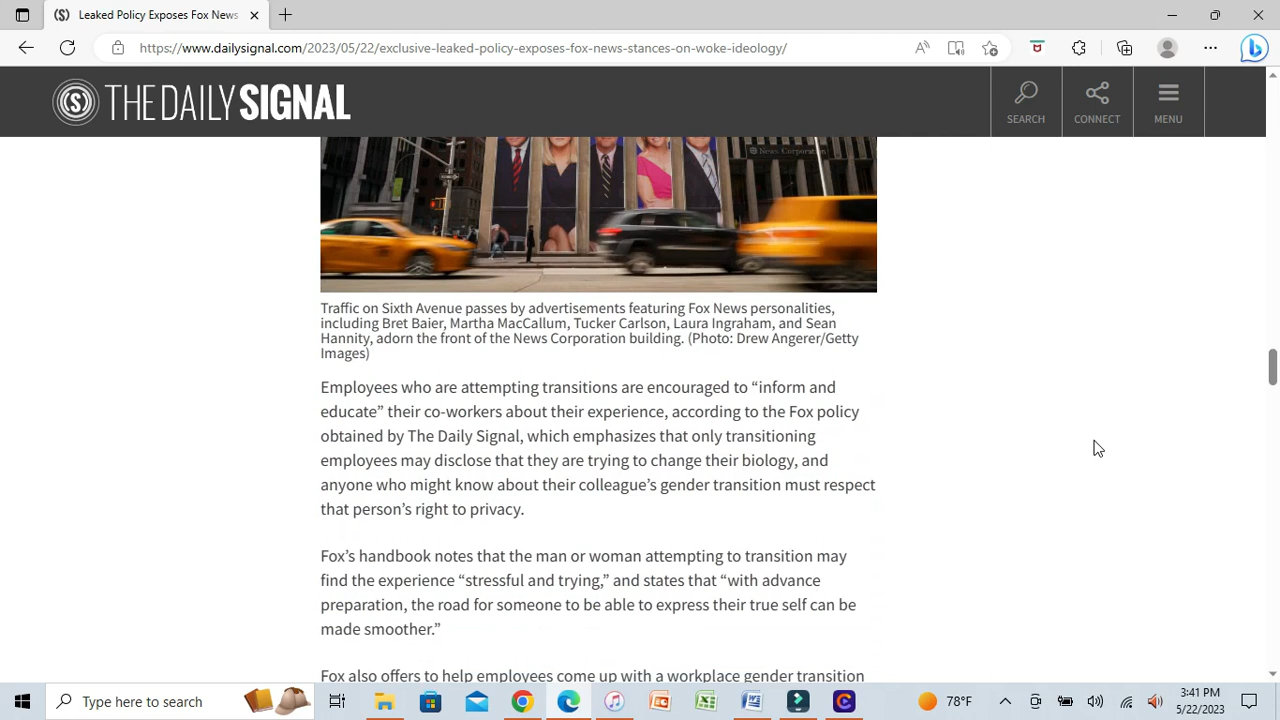 Leaked Policy Exposes Fox News
https://www.dailysignal.com/2023/05/22/exclusive-leaked-policy-exposes-fox-news-stances-on-woke-ideology/
THE DAILY SIGNAL
SEARCH
CONNECT
MENU
News Corporation
Traffic on Sixth Avenue passes by advertisements featuring Fox News personalities,
including Bret Baier, Martha MacCallum, Tucker Carlson, Laura Ingraham, and Sean
Hannity, adorn the front of the News Corporation building. (Photo: Drew Angerer/Getty
Images)
Employees who are attempting transitions are encouraged to “inform and
educate” their co-workers about their experience, according to the Fox policy
obtained by The Daily Signal, which emphasizes that only transitioning
employees may disclose that they are trying to change their biology, and
anyone who might know about their colleague’s gender transition must respect
that person’s right to privacy.
Fox’s handbook notes that the man or woman attempting to transition may
find the experience “stressful and trying,” and states that “with advance
preparation, the road for someone to be able to express their true self can be
made smoother.”
Fox also offers to help employees come up with a workplace gender transition
Type here to search
78°F
3:41 PM
5/22/2023